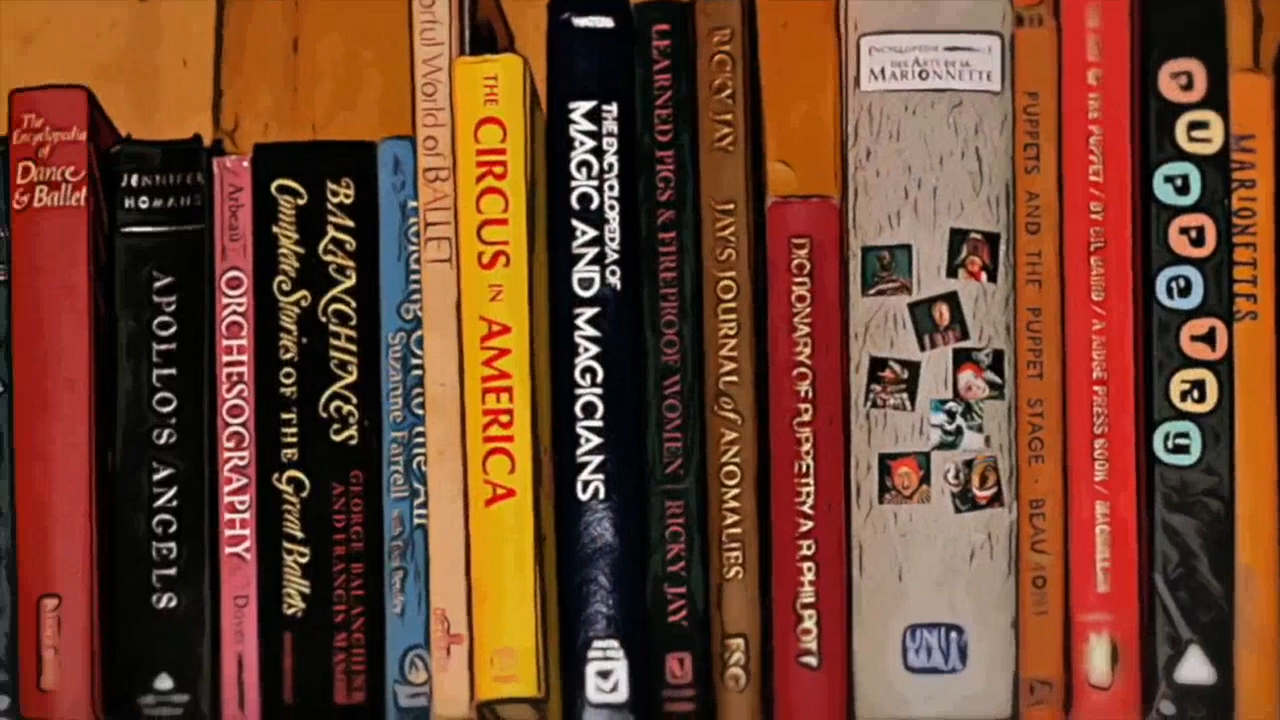 The
Encyclopedia
of
Dance
& Ballet
JENNIFER
HOMANS
APOLLO'S ANGELS
Arbeau
ORCHESOGRAPHY
Dover
BALANCHINE'S
Complete Stories OF THE Great Ballets
GEORGE BALANCHINE
AND FRANCIS
Suzanne Farrell
World of BALLET
THE CIRCUS IN AMERICA
THE ENCYCLOPEDIA OF
MAGIC AND MAGICIANS
LEARNED PIGS & FIREPROOF WOMEN RICKY JAY
RICKY JAY JAY'S JOURNAL of ANOMALIES
DICTIONARY OF PUPPETRY A R PHILPOTT
DES ARTS DE LA
MARIONNETTE
PUPPETS AND THE PUPPET STAGE
THE PUPPET / BY BIL BAIRD / A RIDGE PRESS BOOK /
PUPPeTRy
MARIONETTES